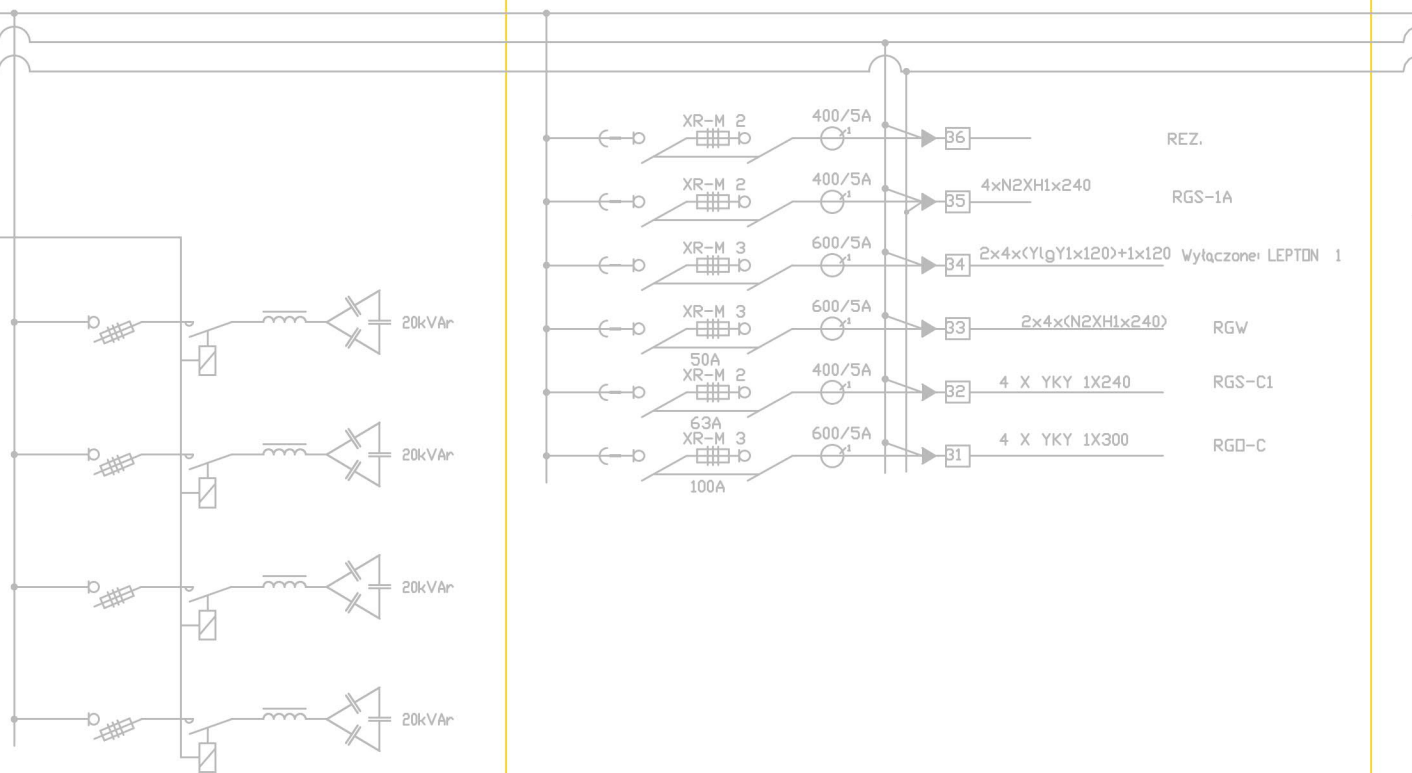 400/5A
XR-M 2
36
REZ.
400/5A
XR-M 2
4xN2XH1x240
35
RGS-1A
600/5A
XR-M 3
2x4x(YlgY1x120)+1x120 Wyłączone: LEPTON 1
34
600/5A
XR-M 3
2x4x(N2XH1x240)
33
RGW
50A
400/5A
XR-M 2
4 X YKY 1X240
32
RGS-C1
63A
600/5A
XR-M 3
4 X YKY 1X300
31
RGO-C
100A
20kVAr
20kVAr
20kVAr
20kVAr